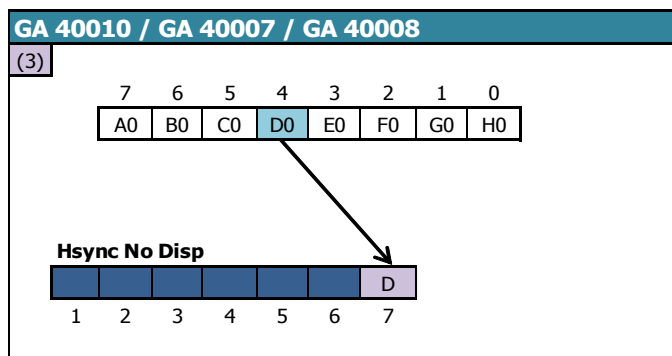 GA 40010 / GA 40007 / GA 40008
(3)
7 6 5 4 3 2 1 0
A0 B0 C0 D0 E0 F0 G0 H0
Hsync No Disp
D
1 2 3 4 5 6 7